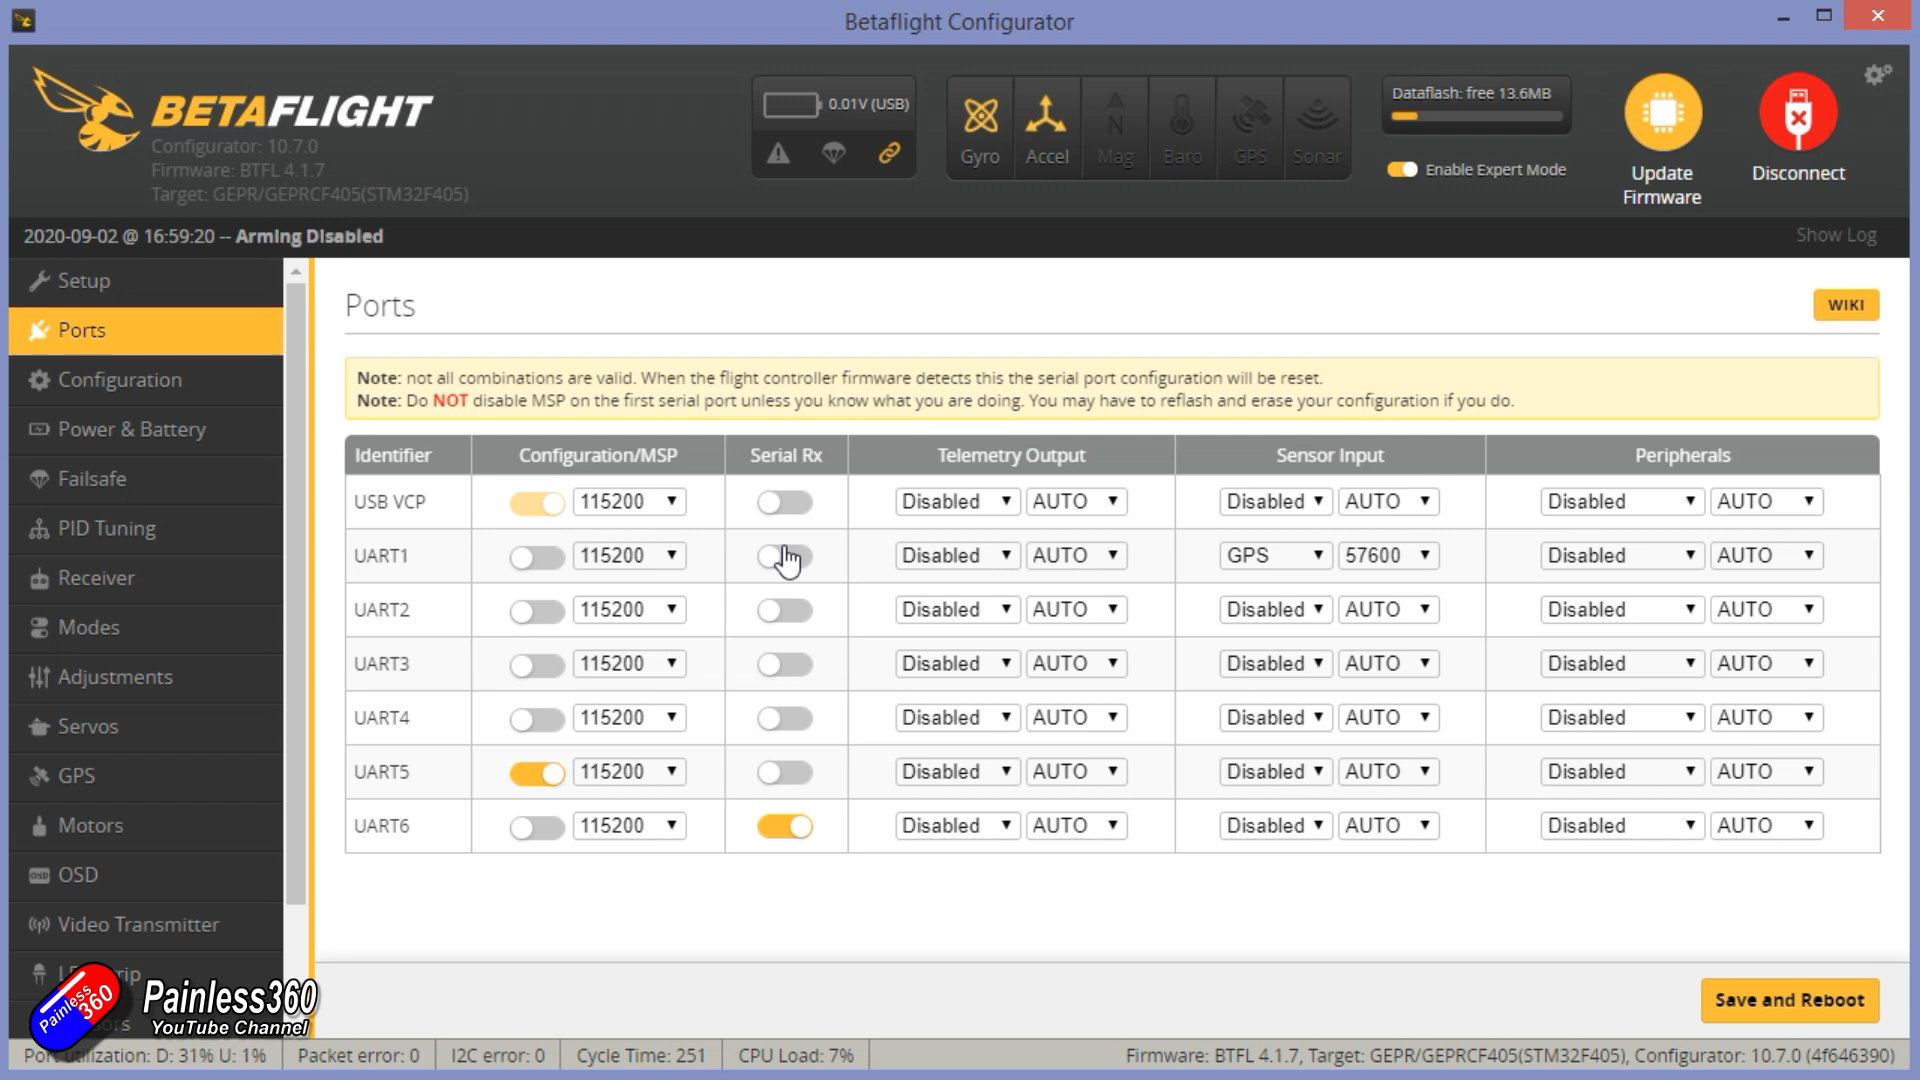 Betaflight Configurator
BETAFLIGHT
Configurator: 10.7.0
Firmware: BTFL 4.1.7
Target: GEPR/GEPRCF405(STM32F405)
0.01V (USB)
Gyro Accel Mag Baro GPS Sonar
Dataflash: free 13.6MB
Enable Expert Mode
Update
Firmware
Disconnect
2020-09-02 @ 16:59:20 -- Arming Disabled
Show Log
Setup
Ports
Configuration
Power & Battery
Failsafe
PID Tuning
Receiver
Modes
Adjustments
Servos
GPS
Motors
OSD OSD
Video Transmitter
Ports
WIKI
Note: not all combinations are valid. When the flight controller firmware detects this the serial port configuration will be reset.
Note: Do NOT disable MSP on the first serial port unless you know what you are doing. You may have to reflash and erase your configuration if you do.
Identifier Configuration/MSP Serial Rx Telemetry Output Sensor Input Peripherals
USB VCP 115200 Disabled AUTO Disabled AUTO Disabled AUTO
UART1 115200 Disabled AUTO GPS 57600 Disabled AUTO
UART2 115200 Disabled AUTO Disabled AUTO Disabled AUTO
UART3 115200 Disabled AUTO Disabled AUTO Disabled AUTO
UART4 115200 Disabled AUTO Disabled AUTO Disabled AUTO
UART5 115200 Disabled AUTO Disabled AUTO Disabled AUTO
UART6 115200 Disabled AUTO Disabled AUTO Disabled AUTO
Save and Reboot
Painless360
Painless360
YouTube Channel
Port utilization: D: 31% U: 1% Packet error: 0 I2C error: 0 Cycle Time: 251 CPU Load: 7% Firmware: BTFL 4.1.7, Target: GEPR/GEPRCF405(STM32F405), Configurator: 10.7.0 (4f646390)